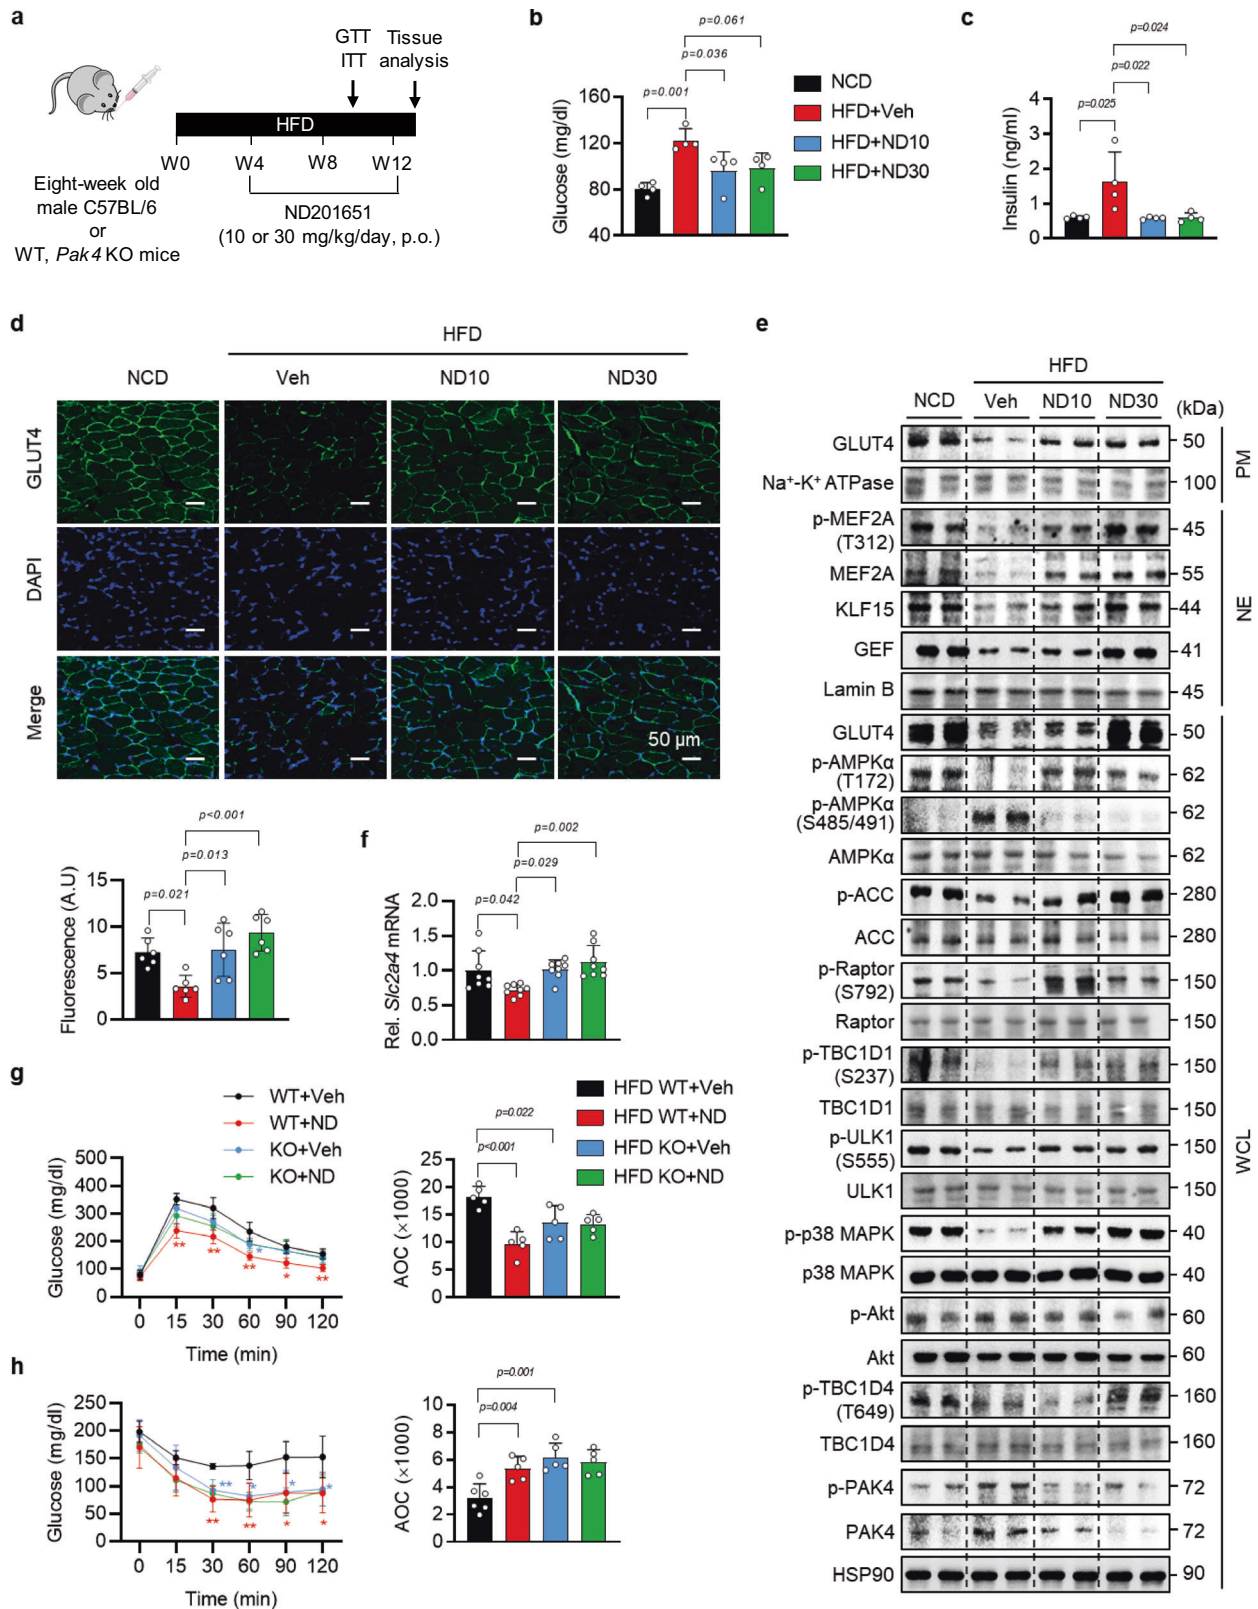 a
GTT
ITT
Tissue
analysis
HFD
W0 W4 W8 W12
Eight-week old
male C57BL/6
or
WT, Pak4 KO mice
ND201651
(10 or 30 mg/kg/day, p.o.)
b
p=0.061
p=0.036
p=0.001
Glucose (mg/dl)
160
120
80
40
NCD
HFD+Veh
HFD+ND10
HFD+ND30
c
p=0.024
p=0.022
p=0.025
Insulin (ng/ml)
4
3
2
1
0
d
HFD
NCD Veh ND10 ND30
GLUT4
DAPI
Merge
50 µm
p<0.001
p=0.013
p=0.021
Fluorescence (A.U)
15
10
5
0
e
HFD
NCD Veh ND10 ND30 (kDa)
GLUT4 50
Na⁺-K⁺ ATPase 100
PM
p-MEF2A
(T312) 45
MEF2A 55
KLF15 44
GEF 41
Lamin B 45
NE
GLUT4 50
p-AMPKα
(T172) 62
p-AMPKα
(S485/491) 62
AMPKα 62
p-ACC 280
ACC 280
p-Raptor
(S792) 150
Raptor 150
p-TBC1D1
(S237) 150
TBC1D1 150
p-ULK1
(S555) 150
ULK1 150
p-p38 MAPK 40
p38 MAPK 40
p-Akt 60
Akt 60
p-TBC1D4
(T649) 160
TBC1D4 160
p-PAK4 72
PAK4 72
HSP90 90
WCL
f
p=0.002
p=0.029
p=0.042
Rel. Slc2a4 mRNA
2.0
1.5
1.0
0.5
0.0
g
WT+Veh
WT+ND
KO+Veh
KO+ND
Glucose (mg/dl)
500
400
300
200
100
0
** ** ** * * **
0 15 30 60 90 120
Time (min)
HFD WT+Veh
HFD WT+ND
HFD KO+Veh
HFD KO+ND
p=0.022
p<0.001
AOC (×1000)
25
20
15
10
5
0
h
Glucose (mg/dl)
250
200
150
100
50
0
** * * *
** ** * *
0 15 30 60 90 120
Time (min)
p=0.001
p=0.004
AOC (×1000)
10
8
6
4
2
0